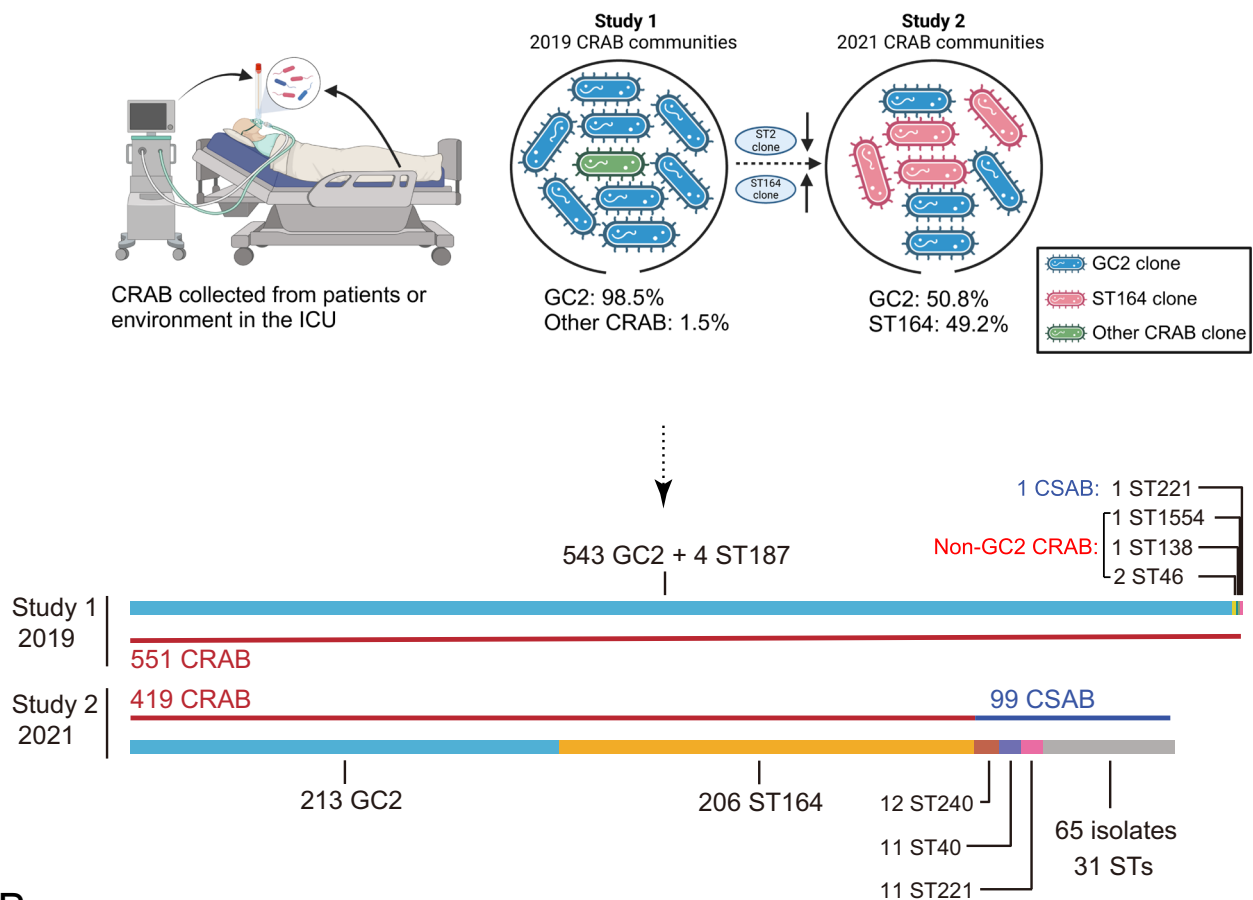 Study 1
2019 CRAB communities
Study 2
2021 CRAB communities
ST2
clone
ST164
clone
GC2 clone
ST164 clone
Other CRAB clone
CRAB collected from patients or
environment in the ICU
GC2: 98.5%
Other CRAB: 1.5%
GC2: 50.8%
ST164: 49.2%
1 CSAB: 1 ST221
1 ST1554
Non-GC2 CRAB: 1 ST138
2 ST46
543 GC2 + 4 ST187
Study 1
2019
551 CRAB
Study 2
2021
419 CRAB
99 CSAB
213 GC2
206 ST164
12 ST240
11 ST40
11 ST221
65 isolates
31 STs